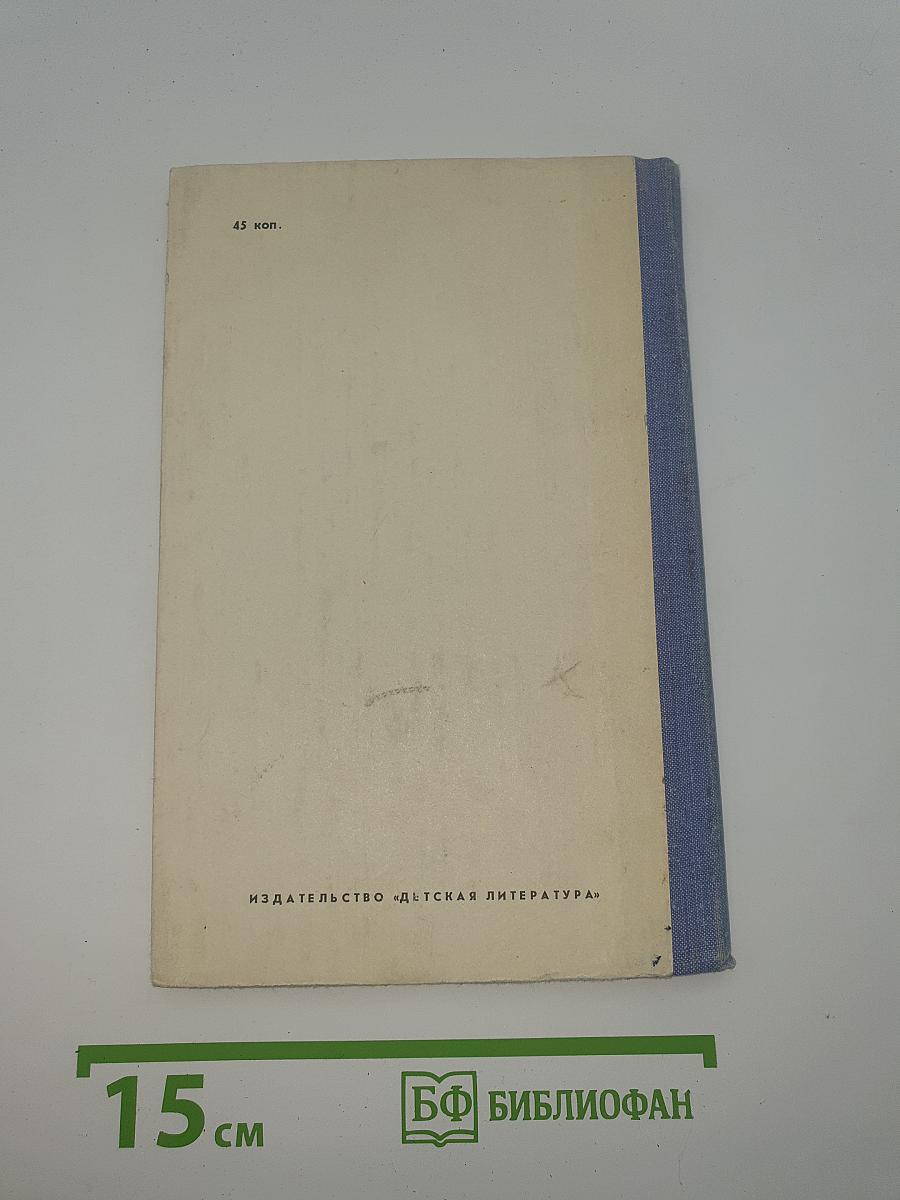 45 коп.
ИЗДАТЕЛЬСТВО «ДЕТСКАЯ ЛИТЕРАТУРА»
15 см
БФ БИБЛИОФАН